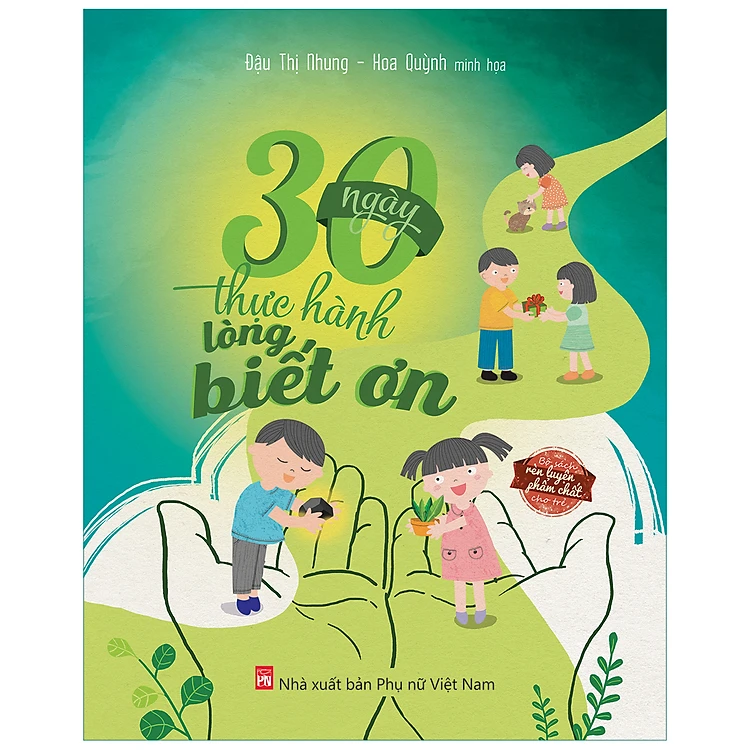 Đậu Thị Nhung - Hoa Quỳnh minh họa
30
ngày
thực hành
lòng
biết ơn
Bộ sách
rèn luyện
phẩm chất
cho trẻ
PN
Nhà xuất bản Phụ nữ Việt Nam